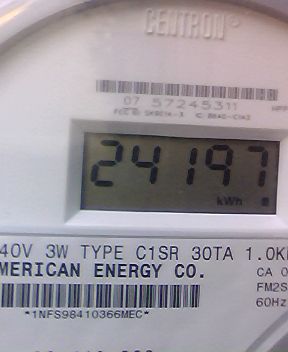 CENTRON®
07 57245311
24197
kWh
40V 3W TYPE C1SR 30TA 1.0K
MERICAN ENERGY CO.
CA 0
FM2S
60Hz
*1NFS98410366MEC*